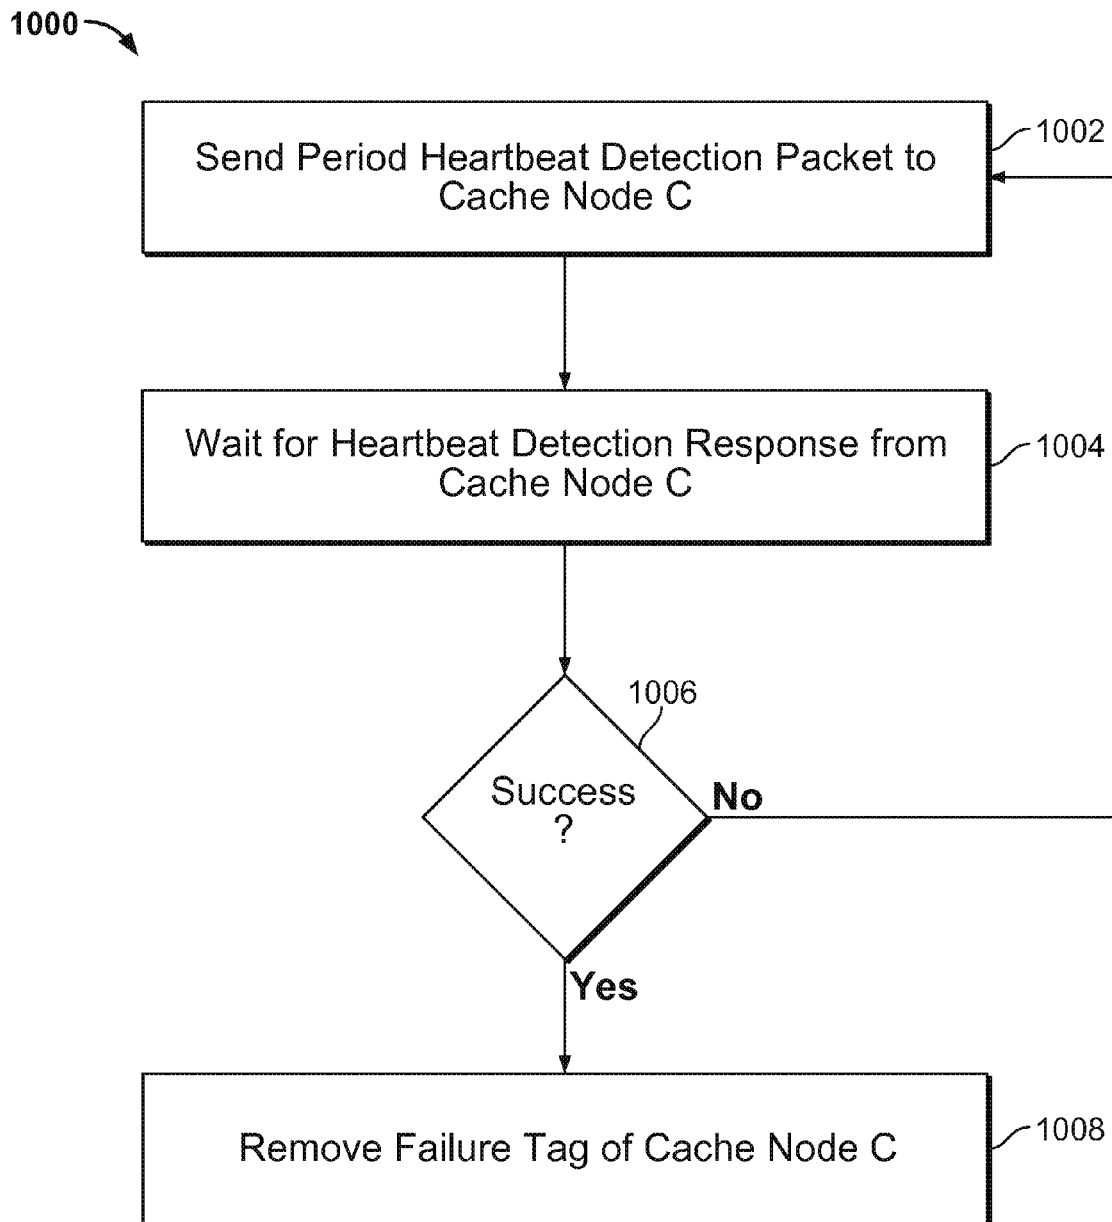 1000
Send Period Heartbeat Detection Packet to
Cache Node C
1002
Wait for Heartbeat Detection Response from
Cache Node C
1004
1006
Success
?
No
Yes
Remove Failure Tag of Cache Node C
1008